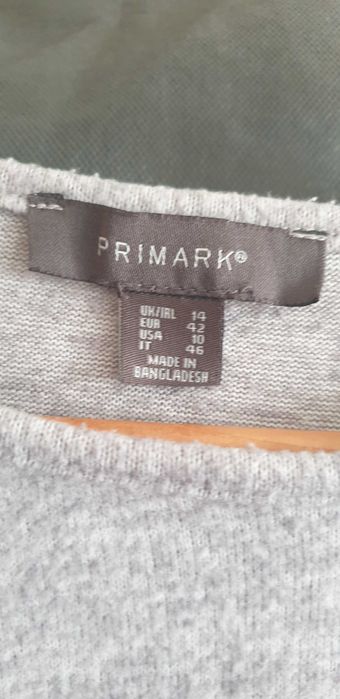 PRIMARK®
UK/IRL 14
EUR 42
USA 10
IT 46
MADE IN
BANGLADESH